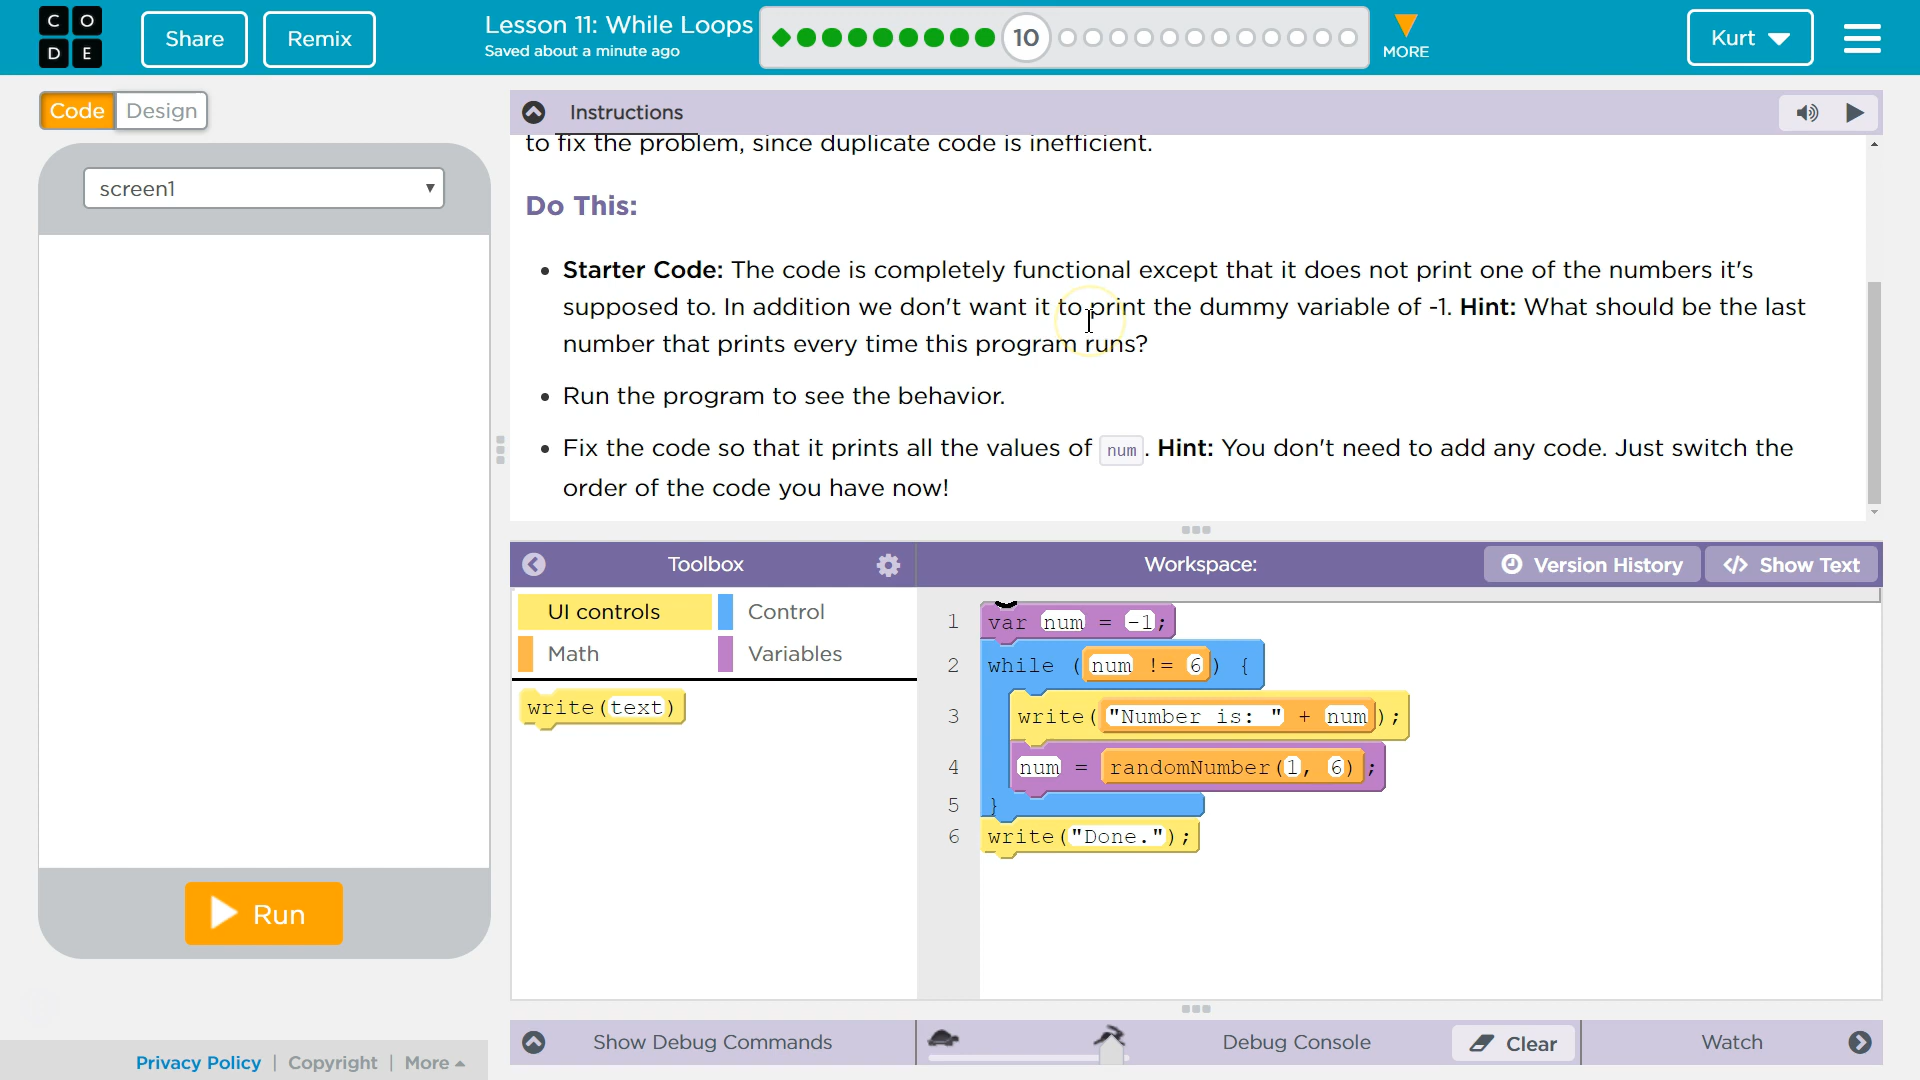 C O D E
Share
Remix
Lesson 11: While Loops
Saved about a minute ago
10
MORE
Kurt
Code
Design
screen1
Instructions
to fix the problem, since duplicate code is inefficient.
Do This:
Starter Code: The code is completely functional except that it does not print one of the numbers it's
supposed to. In addition we don't want it to print the dummy variable of -1. Hint: What should be the last
number that prints every time this program runs?
Run the program to see the behavior.
Fix the code so that it prints all the values of num. Hint: You don't need to add any code. Just switch the
order of the code you have now!
Toolbox
Workspace:
Version History
</> Show Text
UI controls
Control
Math
Variables
write(text)
1 var num = -1;
2 while (num != 6) {
3 write("Number is: " + num);
4 num = randomNumber(1, 6);
5 }
6 write("Done.");
Run
Show Debug Commands
Debug Console
Clear
Watch
Privacy Policy | Copyright | More